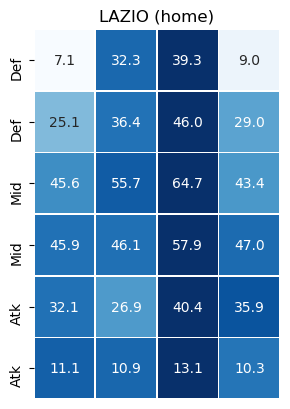 LAZIO (home)
Def 7.1 32.3 39.3 9.0
Def 25.1 36.4 46.0 29.0
Mid 45.6 55.7 64.7 43.4
Mid 45.9 46.1 57.9 47.0
Atk 32.1 26.9 40.4 35.9
Atk 11.1 10.9 13.1 10.3